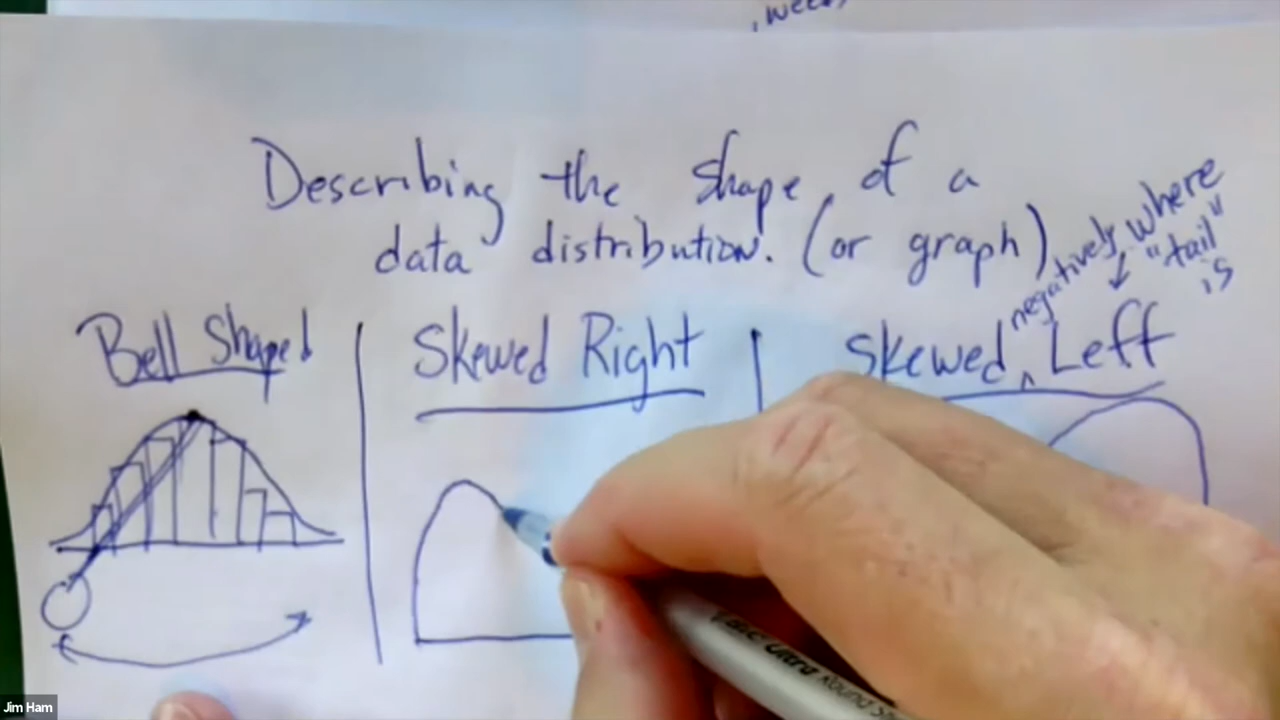 , weeks
Describing the shape of a
data distribution. (or graph)
negatively where
"tail"
is
Bell Shaped
Skewed Right
Skewed ^ Left
Jim Ham